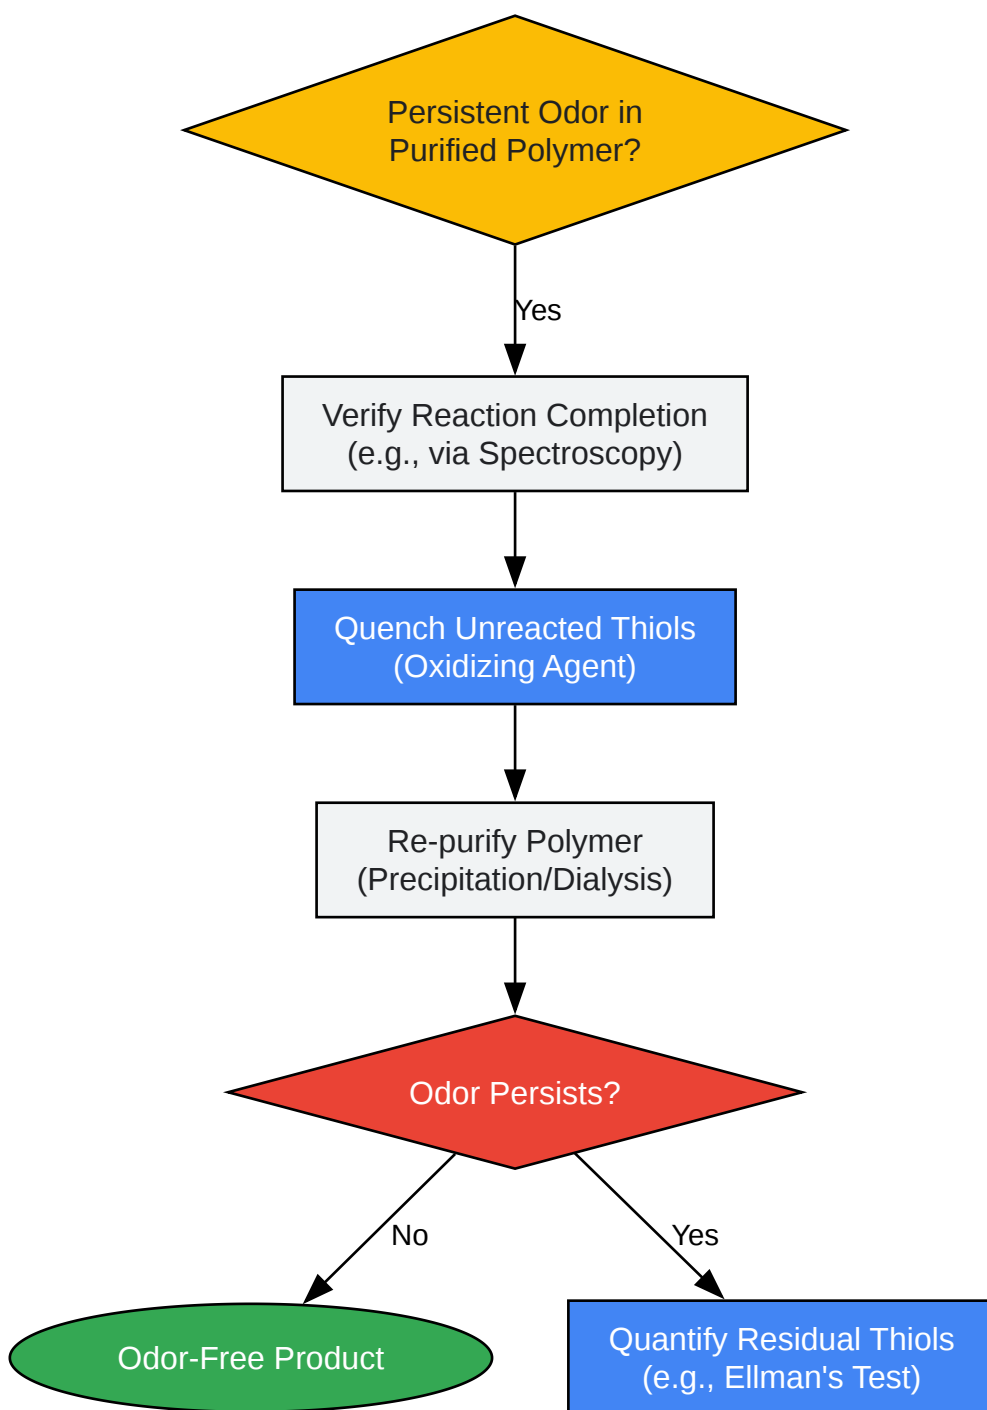 Persistent Odor in
Purified Polymer?
Yes
Verify Reaction Completion
(e.g., via Spectroscopy)
Quench Unreacted Thiols
(Oxidizing Agent)
Re-purify Polymer
(Precipitation/Dialysis)
Odor Persists?
No
Yes
Odor-Free Product
Quantify Residual Thiols
(e.g., Ellman's Test)